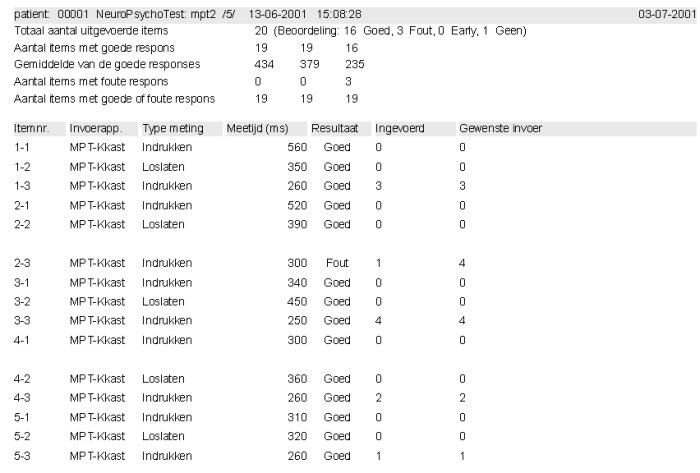 patient: 00001 NeuroPsychoTest: mpt2 /5/ 13-06-2001 15:08:28 03-07-2001
Totaal aantal uitgevoerde items 20 (Beoordeling: 16 Goed, 3 Fout, 0 Early, 1 Geen)
Aantal items met goede respons 19 19 16
Gemiddelde van de goede responses 434 379 235
Aantal items met foute respons 0 0 3
Aantal items met goede of foute respons 19 19 19
Itemnr. Invoerapp. Type meting Meetijd (ms) Resultaat Ingevoerd Gewenste invoer
1-1 MPT-Kkast Indrukken 560 Goed 0 0
1-2 MPT-Kkast Loslaten 350 Goed 0 0
1-3 MPT-Kkast Indrukken 260 Goed 3 3
2-1 MPT-Kkast Indrukken 520 Goed 0 0
2-2 MPT-Kkast Loslaten 390 Goed 0 0
2-3 MPT-Kkast Indrukken 300 Fout 1 4
3-1 MPT-Kkast Indrukken 340 Goed 0 0
3-2 MPT-Kkast Loslaten 450 Goed 0 0
3-3 MPT-Kkast Indrukken 250 Goed 4 4
4-1 MPT-Kkast Indrukken 300 Goed 0 0
4-2 MPT-Kkast Loslaten 360 Goed 0 0
4-3 MPT-Kkast Indrukken 260 Goed 2 2
5-1 MPT-Kkast Indrukken 310 Goed 0 0
5-2 MPT-Kkast Loslaten 320 Goed 0 0
5-3 MPT-Kkast Indrukken 260 Goed 1 1